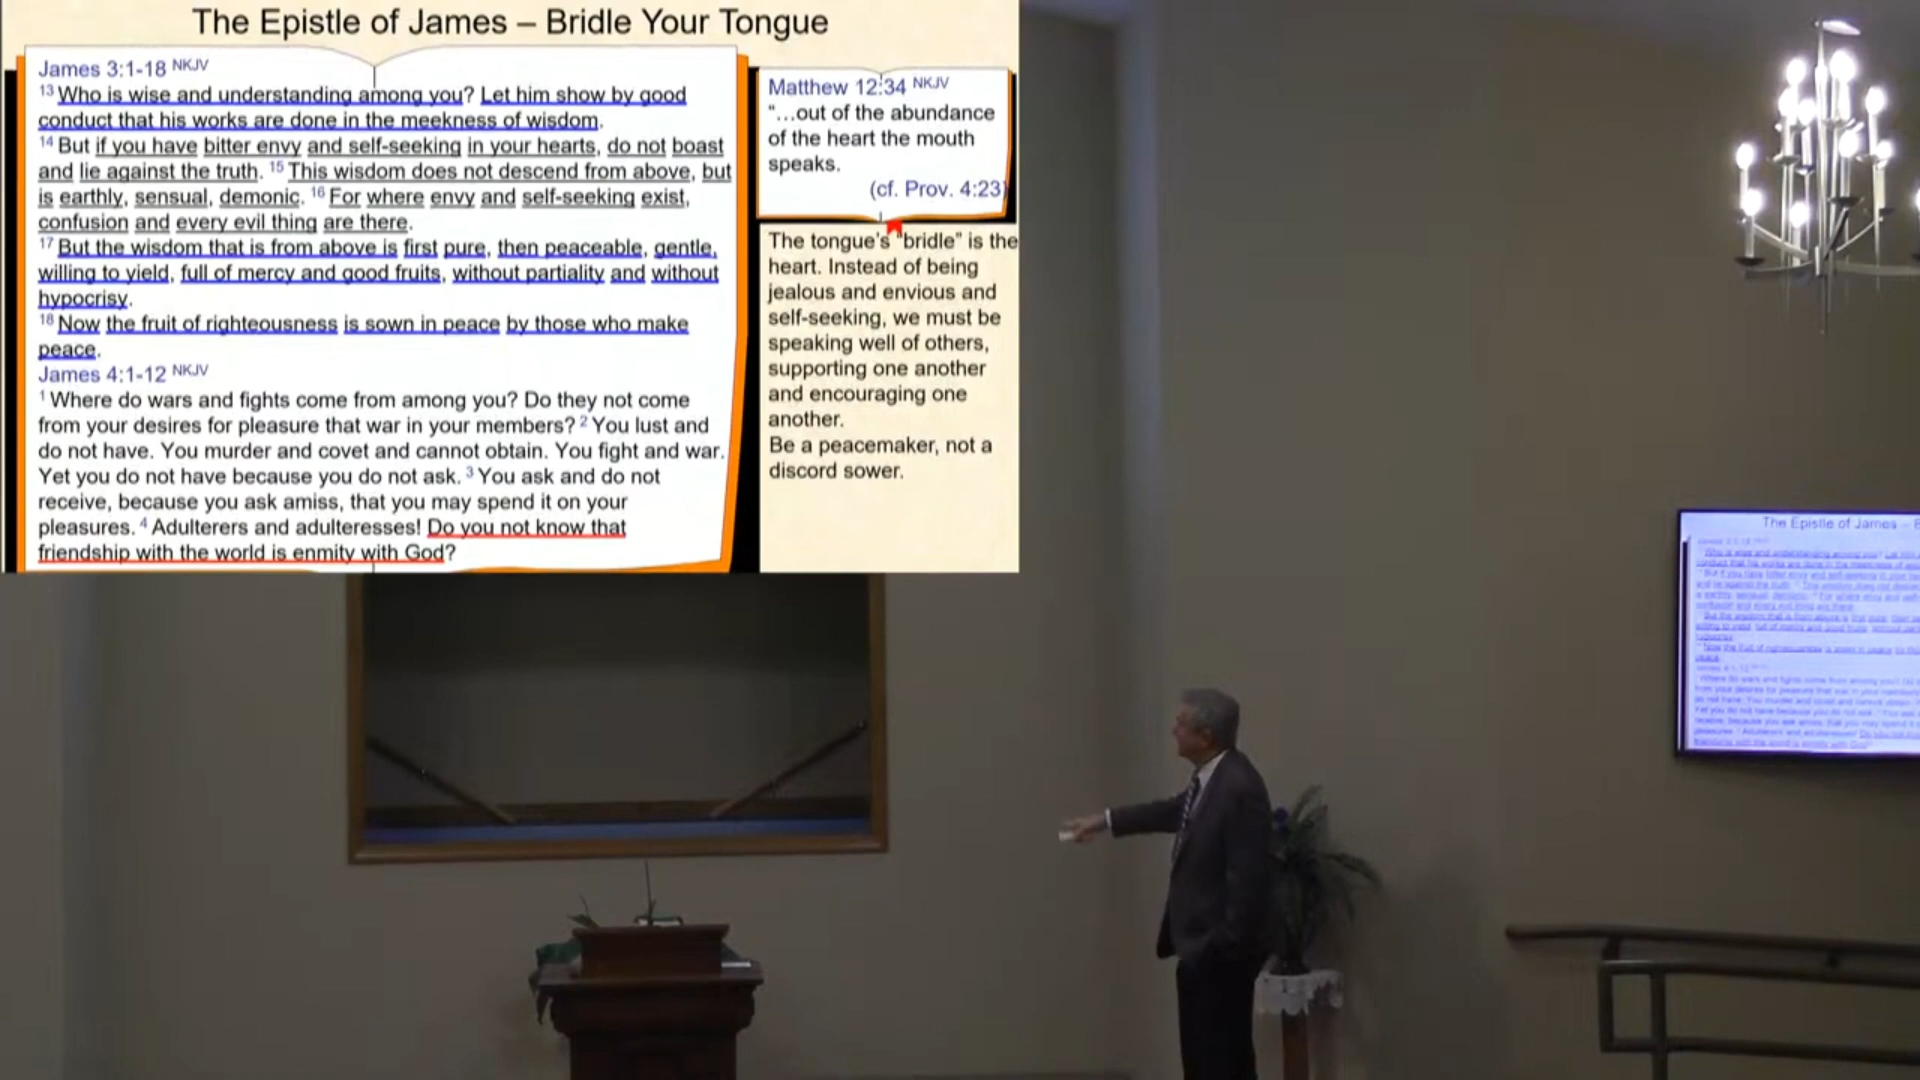 The Epistle of James – Bridle Your Tongue
James 3:1-18 NKJV
13 Who is wise and understanding among you? Let him show by good
conduct that his works are done in the meekness of wisdom.
14 But if you have bitter envy and self-seeking in your hearts, do not boast
and lie against the truth. 15 This wisdom does not descend from above, but
is earthly, sensual, demonic. 16 For where envy and self-seeking exist,
confusion and every evil thing are there.
17 But the wisdom that is from above is first pure, then peaceable, gentle,
willing to yield, full of mercy and good fruits, without partiality and without
hypocrisy.
18 Now the fruit of righteousness is sown in peace by those who make
peace.
James 4:1-12 NKJV
1 Where do wars and fights come from among you? Do they not come
from your desires for pleasure that war in your members? 2 You lust and
do not have. You murder and covet and cannot obtain. You fight and war.
Yet you do not have because you do not ask. 3 You ask and do not
receive, because you ask amiss, that you may spend it on your
pleasures. 4 Adulterers and adulteresses! Do you not know that
friendship with the world is enmity with God?
Matthew 12:34 NKJV
“…out of the abundance
of the heart the mouth
speaks.
(cf. Prov. 4:23)
The tongue’s “bridle” is the
heart. Instead of being
jealous and envious and
self-seeking, we must be
speaking well of others,
supporting one another
and encouraging one
another.
Be a peacemaker, not a
discord sower.
The Epistle of James –